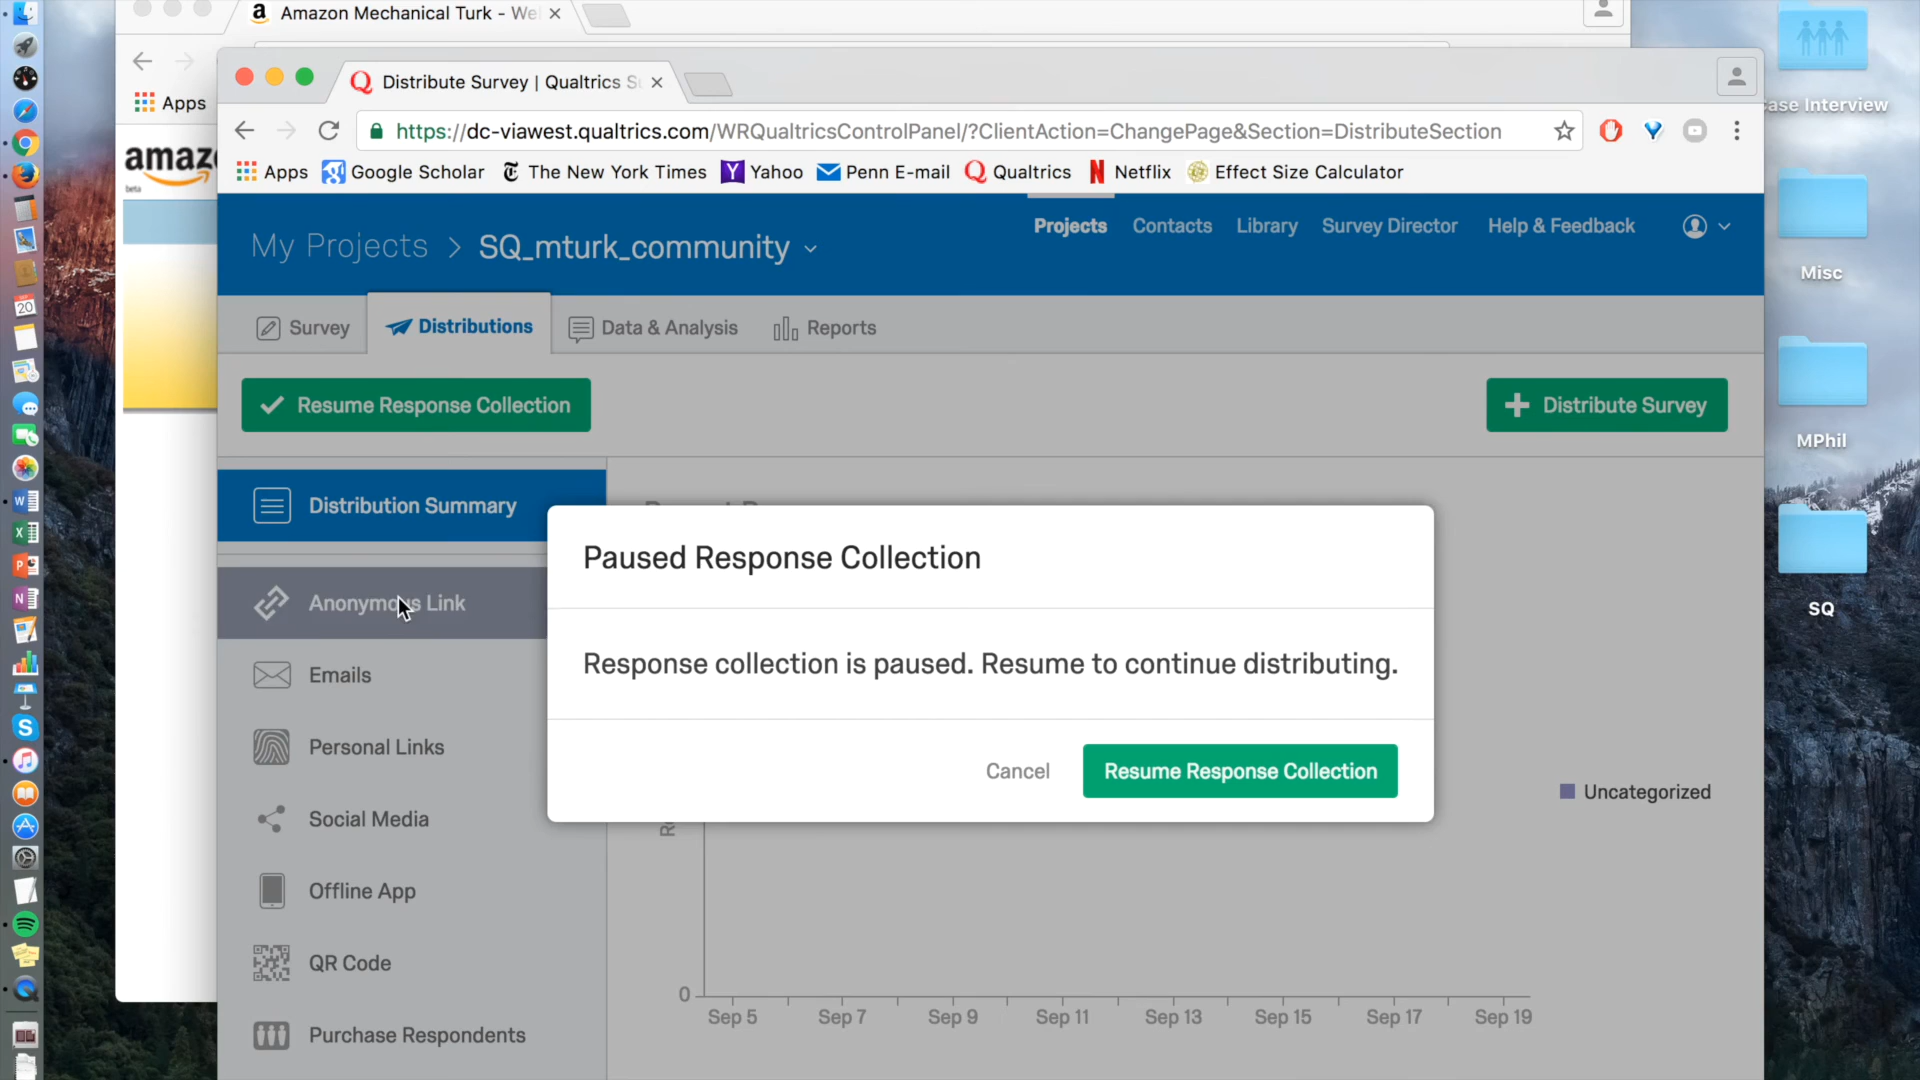 Amazon Mechanical Turk - We
Apps
amazo
beta
Distribute Survey | Qualtrics S
https://dc-viawest.qualtrics.com/WRQualtricsControlPanel/?ClientAction=ChangePage&Section=DistributeSection
Apps Google Scholar The New York Times Yahoo Penn E-mail Qualtrics Netflix Effect Size Calculator
My Projects > SQ_mturk_community
Projects Contacts Library Survey Director Help & Feedback
Survey Distributions Data & Analysis Reports
Resume Response Collection
Distribute Survey
Distribution Summary
Anonymous Link
Emails
Personal Links
Social Media
Offline App
QR Code
Purchase Respondents
Paused Response Collection
Response collection is paused. Resume to continue distributing.
Cancel Resume Response Collection
Uncategorized
0
Sep 5 Sep 7 Sep 9 Sep 11 Sep 13 Sep 15 Sep 17 Sep 19
ase Interview
Misc
MPhil
SQ
20